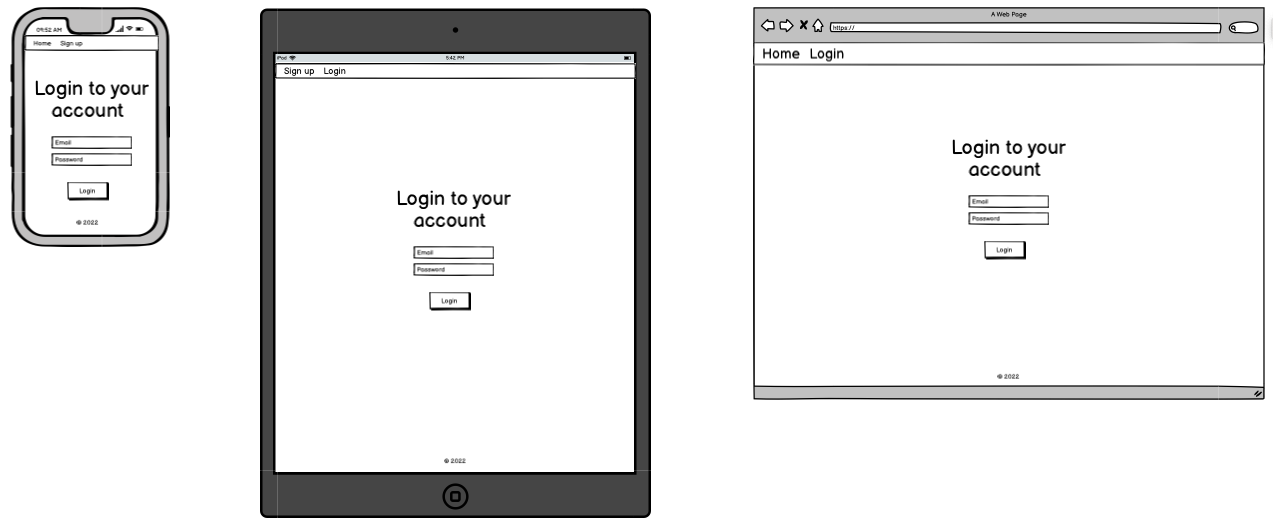 09:52 AM
Home Sign up
Login to your
account
Email
Password
Login
© 2022
iPad
5:42 PM
Sign up Login
Login to your
account
Email
Password
Login
© 2022
A Web Page
https://
Home Login
Login to your
account
Email
Password
Login
© 2022